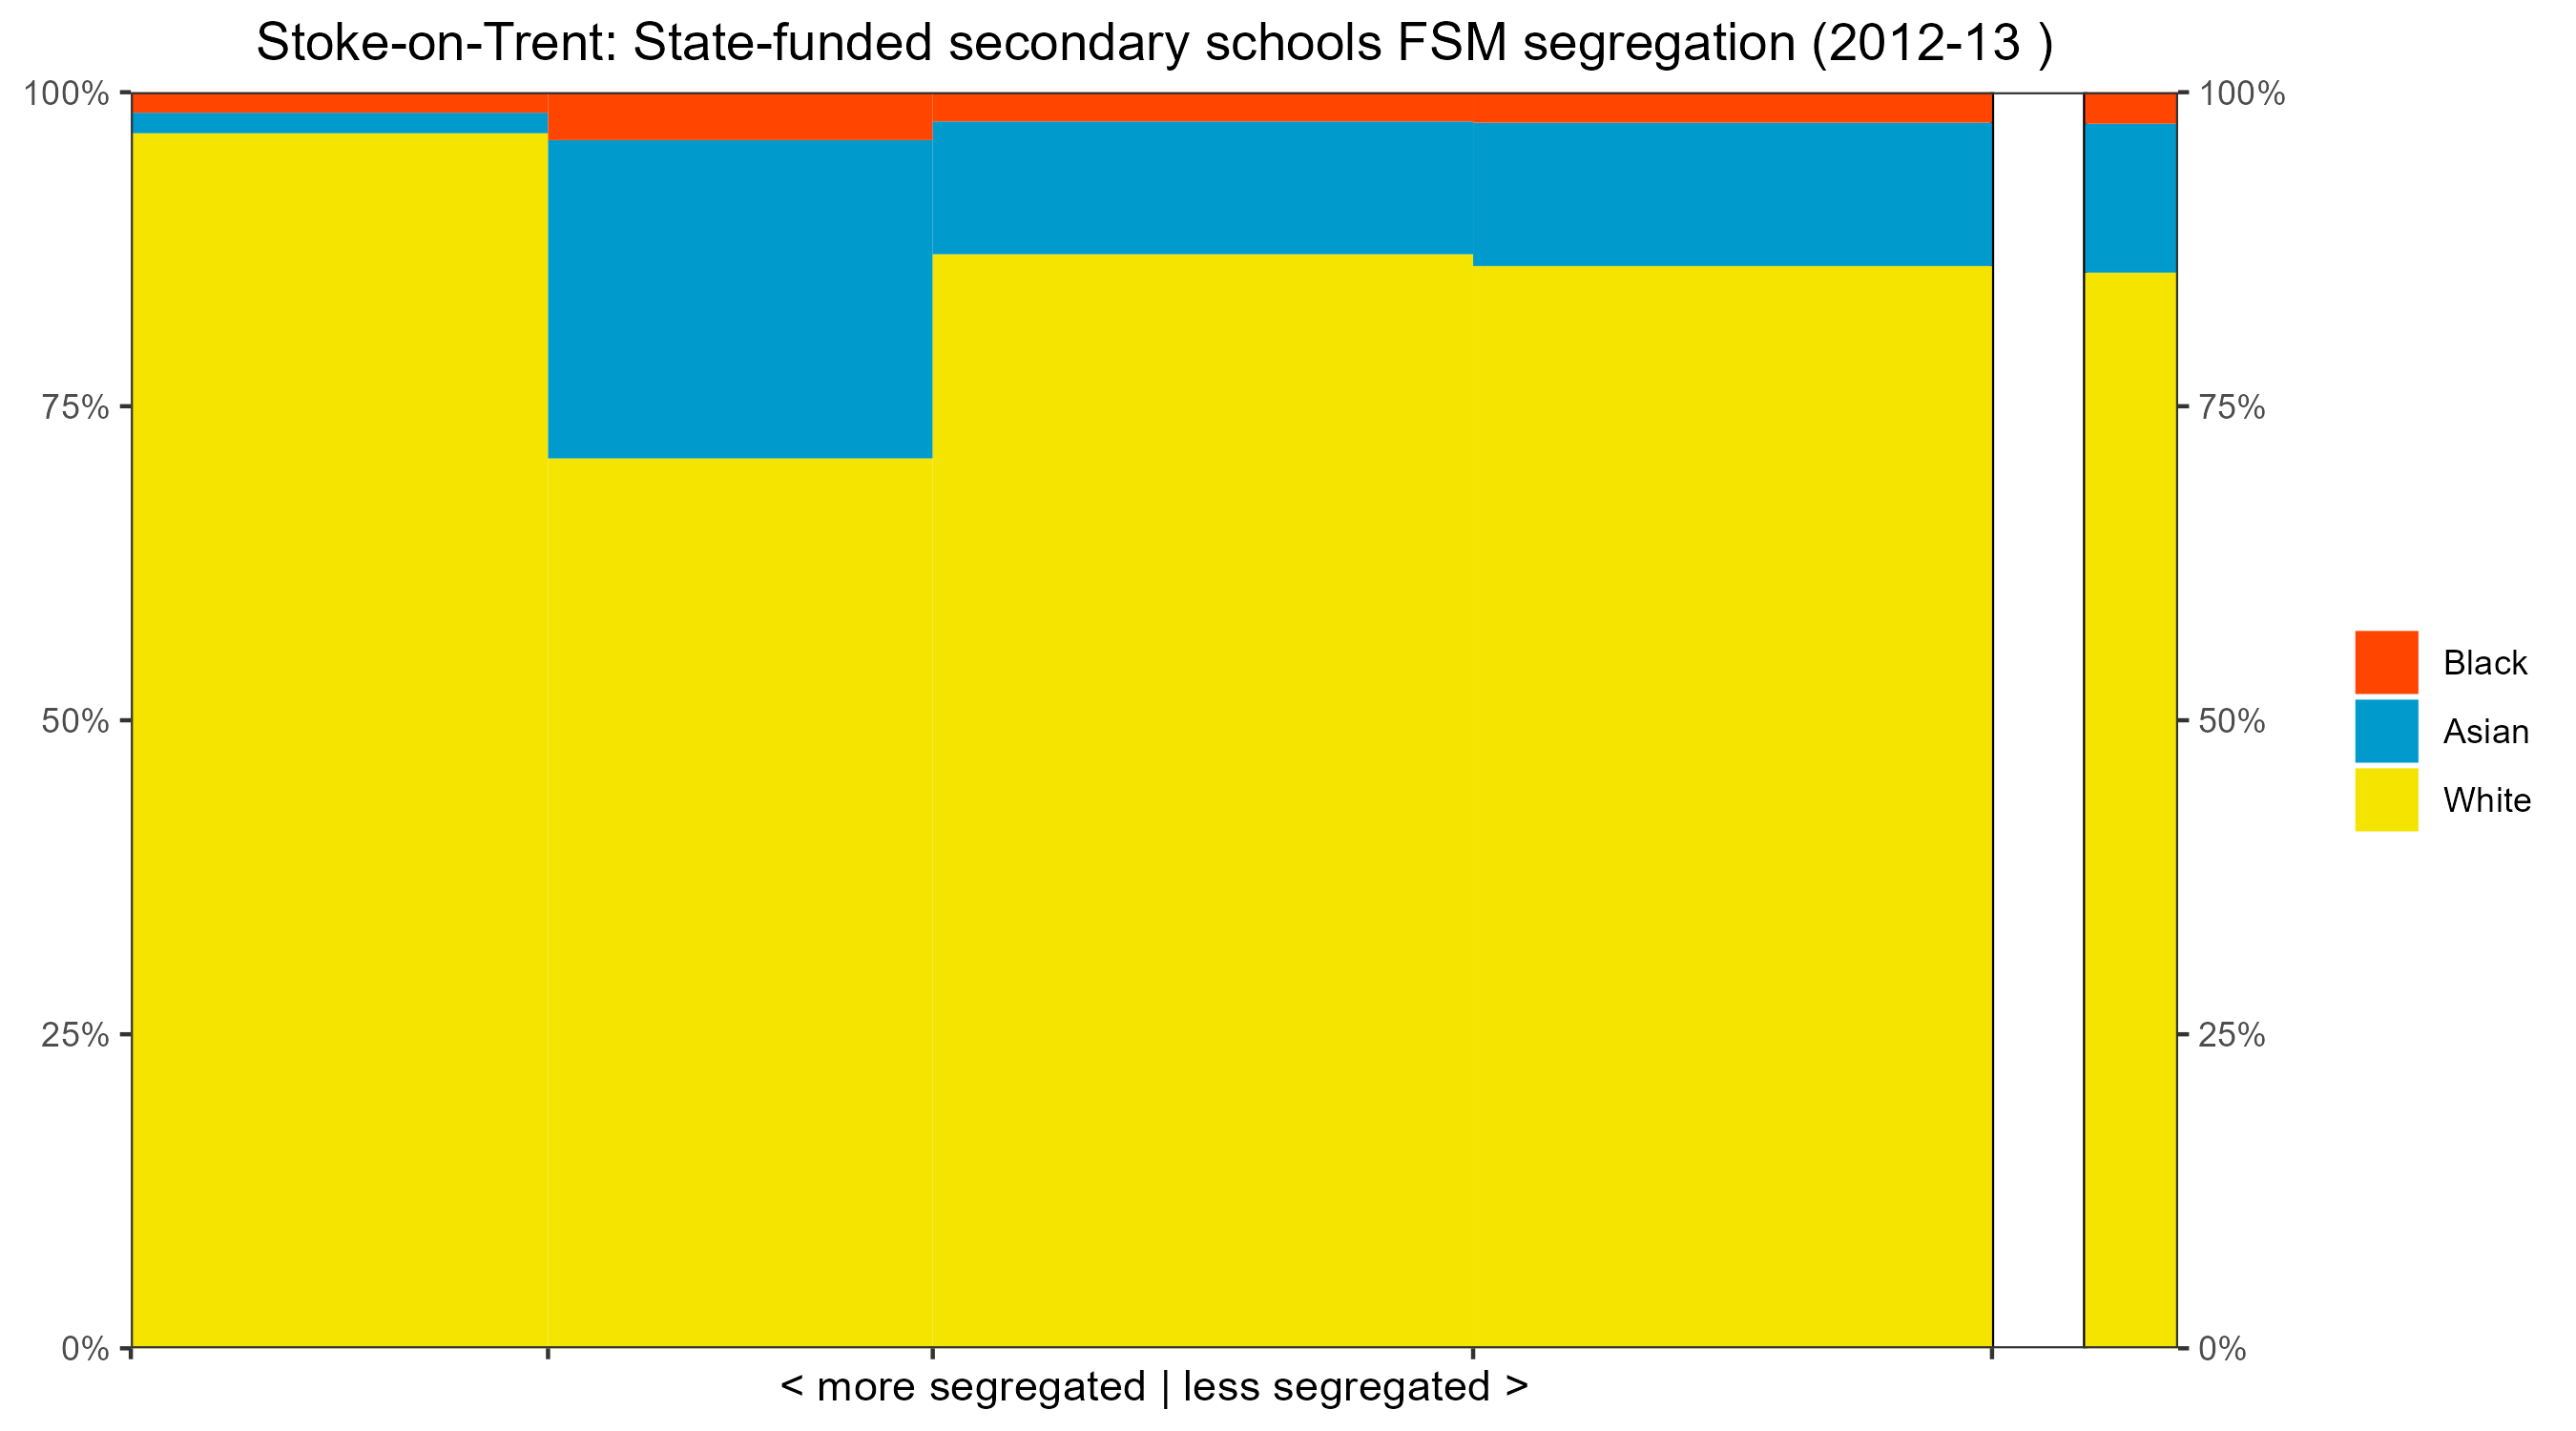 Stoke-on-Trent: State-funded secondary schools FSM segregation (2012-13 )
100%
75%
50%
25%
0%
100%
75%
50%
25%
0%
Black
Asian
White
< more segregated | less segregated >